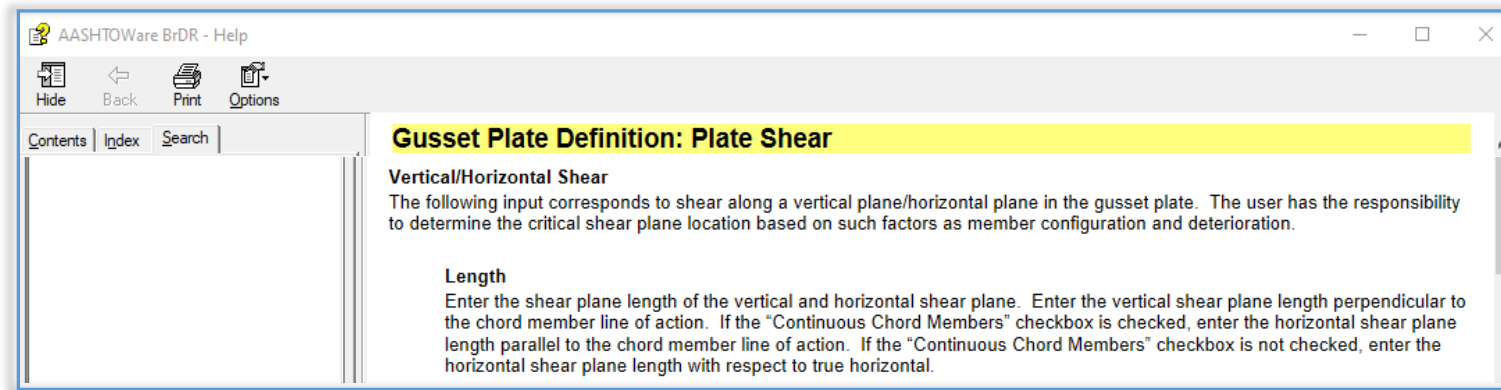 AASHTOWare BrDR - Help
Hide Back Print Options
Contents Index Search
Gusset Plate Definition: Plate Shear
Vertical/Horizontal Shear
The following input corresponds to shear along a vertical plane/horizontal plane in the gusset plate.  The user has the responsibility
to determine the critical shear plane location based on such factors as member configuration and deterioration.
Length
Enter the shear plane length of the vertical and horizontal shear plane.  Enter the vertical shear plane length perpendicular to
the chord member line of action.  If the “Continuous Chord Members” checkbox is checked, enter the horizontal shear plane
length parallel to the chord member line of action.  If the “Continuous Chord Members” checkbox is not checked, enter the
horizontal shear plane length with respect to true horizontal.